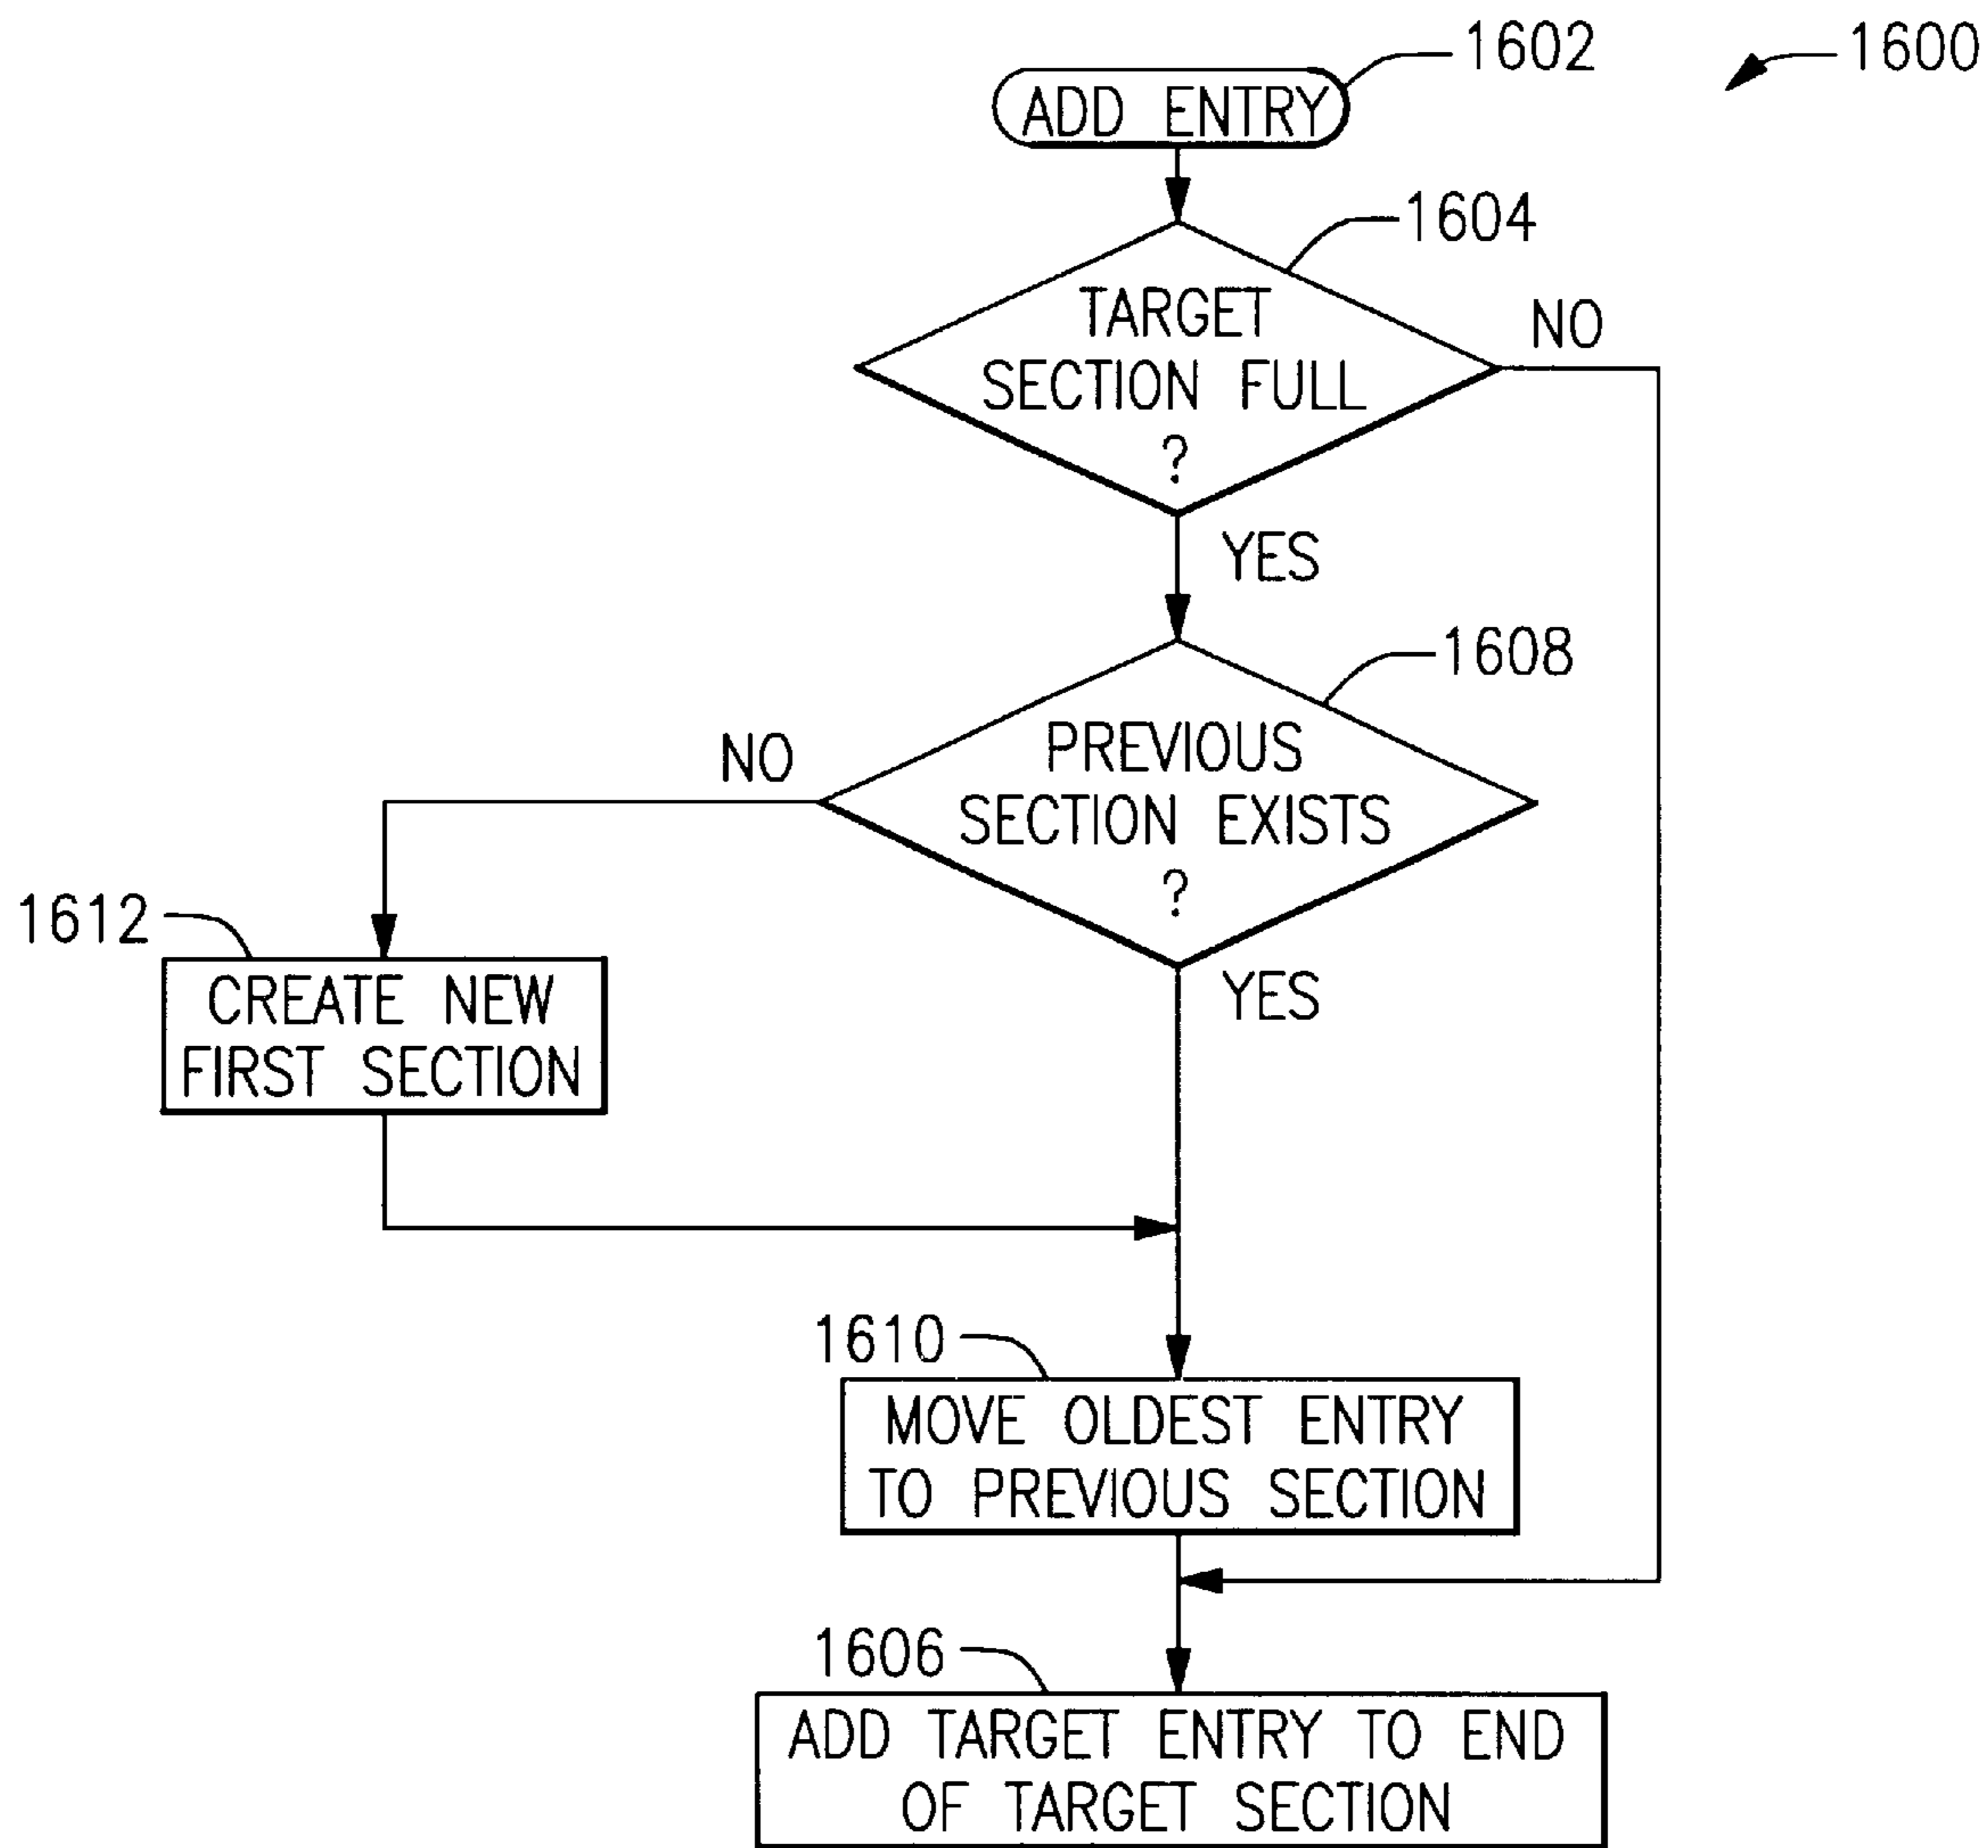 1602
1600
ADD ENTRY
1604
TARGET
SECTION FULL
?
NO
YES
1608
PREVIOUS
SECTION EXISTS
?
NO
YES
1612
CREATE NEW
FIRST SECTION
1610
MOVE OLDEST ENTRY
TO PREVIOUS SECTION
1606
ADD TARGET ENTRY TO END
OF TARGET SECTION